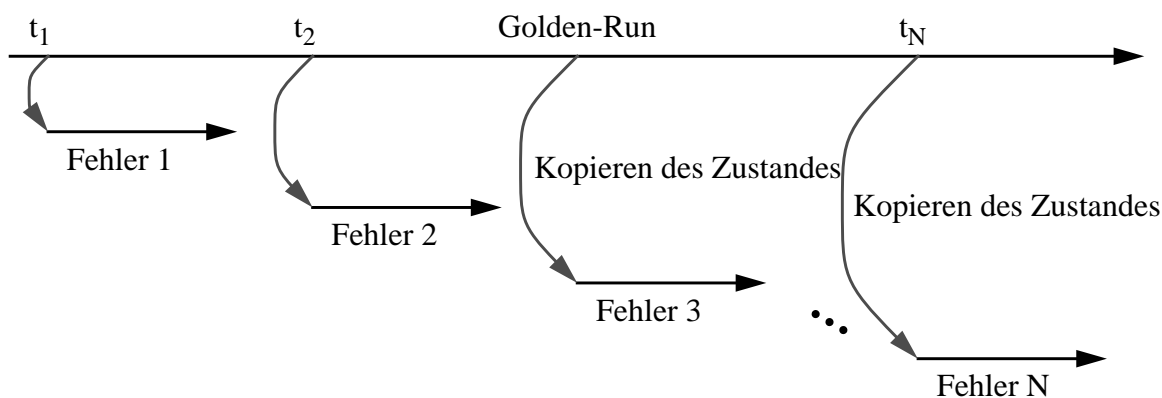 t1 t2 Golden-Run tN
Fehler 1
Kopieren des Zustandes
Kopieren des Zustandes
Fehler 2
Fehler 3
Fehler N